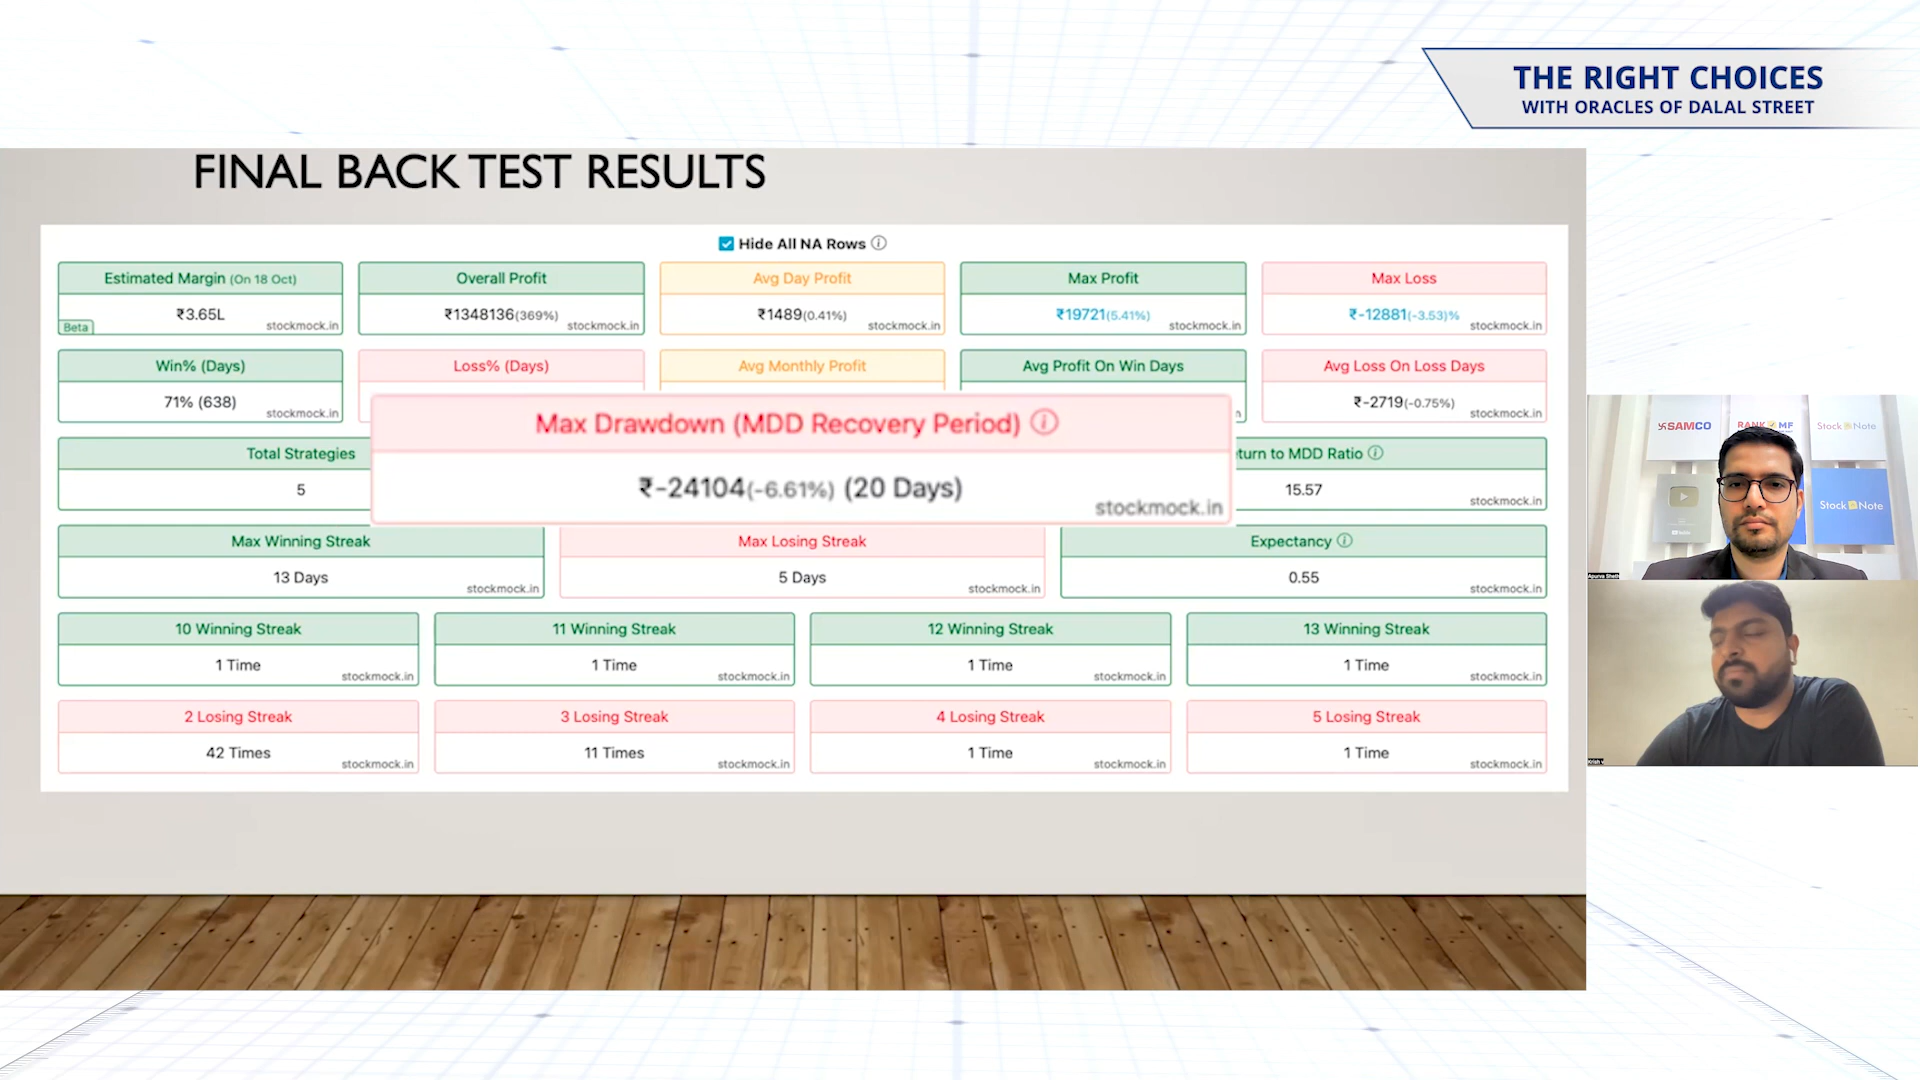 THE RIGHT CHOICES
WITH ORACLES OF DALAL STREET
FINAL BACK TEST RESULTS
Hide All NA Rows
Estimated Margin (On 18 Oct)
₹3.65L
Beta
stockmock.in
Overall Profit
₹1348136(369%)
stockmock.in
Avg Day Profit
₹1489(0.41%)
stockmock.in
Max Profit
₹19721(5.41%)
stockmock.in
Max Loss
₹-12881(-3.53)%
stockmock.in
Win% (Days)
71% (638)
stockmock.in
Loss% (Days)
Avg Monthly Profit
Avg Profit On Win Days
Avg Loss On Loss Days
₹-2719(-0.75%)
stockmock.in
Max Drawdown (MDD Recovery Period)
₹-24104(-6.61%) (20 Days)
stockmock.in
Total Strategies
5
turn to MDD Ratio
15.57
stockmock.in
Max Winning Streak
13 Days
stockmock.in
Max Losing Streak
5 Days
stockmock.in
Expectancy
0.55
stockmock.in
10 Winning Streak
1 Time
stockmock.in
11 Winning Streak
1 Time
stockmock.in
12 Winning Streak
1 Time
stockmock.in
13 Winning Streak
1 Time
stockmock.in
2 Losing Streak
42 Times
stockmock.in
3 Losing Streak
11 Times
stockmock.in
4 Losing Streak
1 Time
stockmock.in
5 Losing Streak
1 Time
stockmock.in
SAMCO
RANK MF
StockNote
StockNote
Apurva Sheth
Krish v